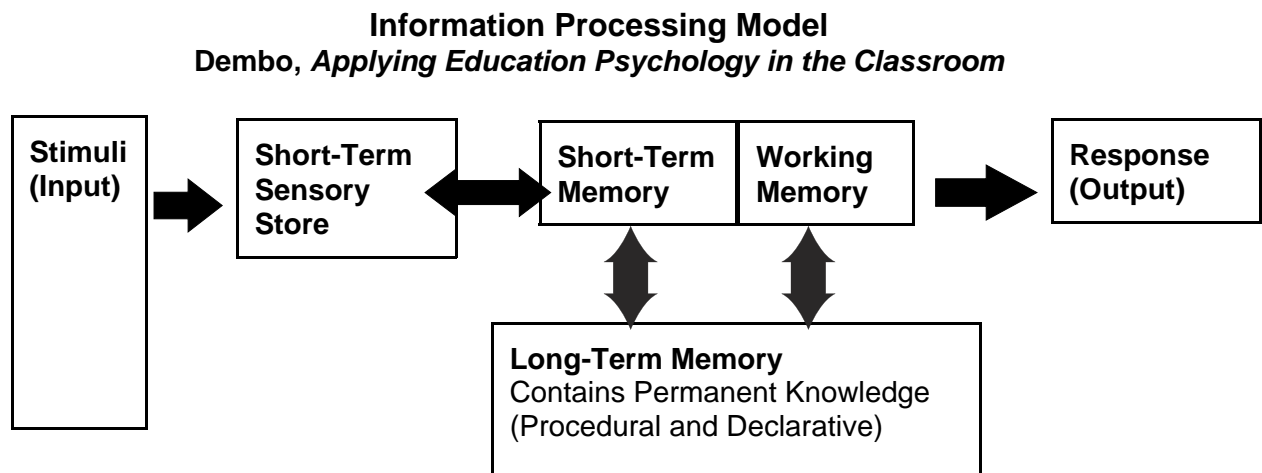 Information Processing Model
Dembo, Applying Education Psychology in the Classroom
Stimuli
(Input)
Short-Term
Sensory
Store
Short-Term
Memory
Working
Memory
Response
(Output)
Long-Term Memory
Contains Permanent Knowledge
(Procedural and Declarative)